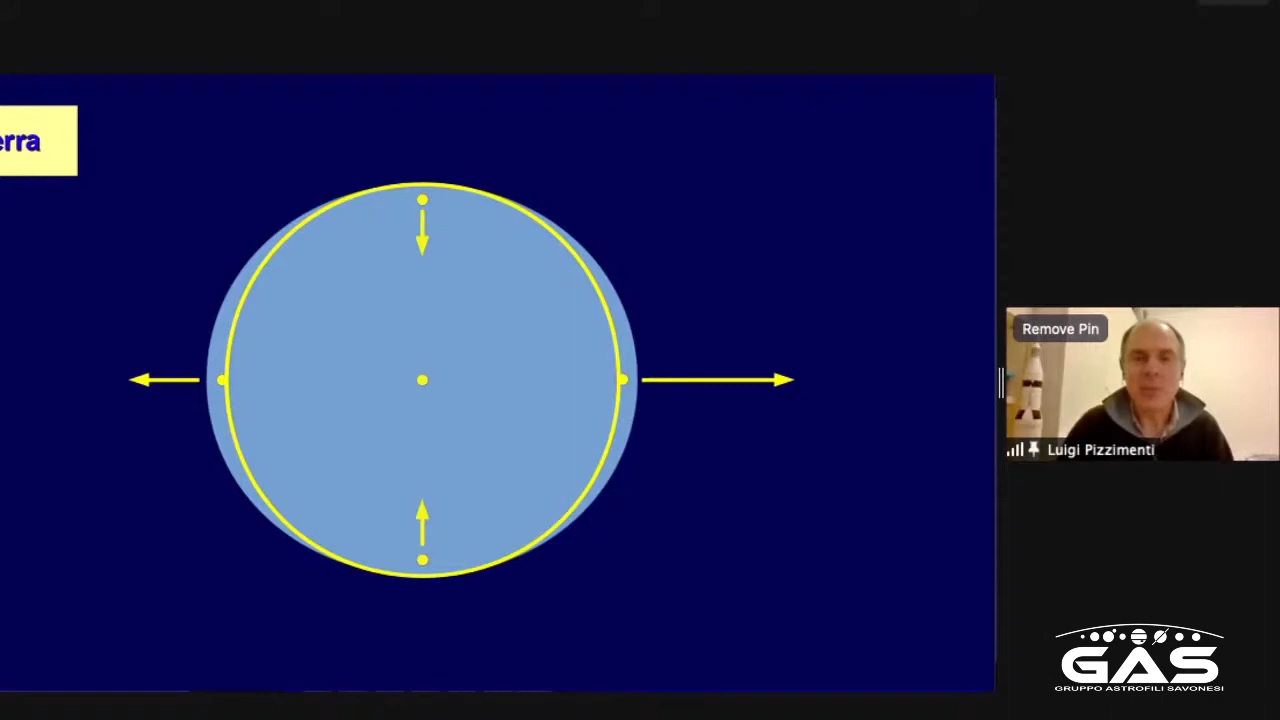 erra
Remove Pin
Luigi Pizzimenti
GAS
GRUPPO ASTROFILI SAVONESI